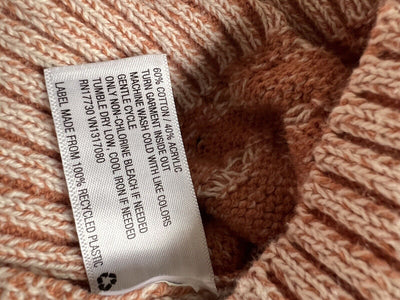 60% COTTON / 40% ACRYLIC
TURN GARMENT INSIDE OUT
MACHINE WASH COLD WITH LIKE COLORS
GENTLE CYCLE
ONLY NON-CHLORINE BLEACH IF NEEDED
TUMBLE DRY LOW, COOL IRON IF NEEDED
RN17730 VN1317080
LABEL MADE FROM 100% RECYCLED PLASTIC